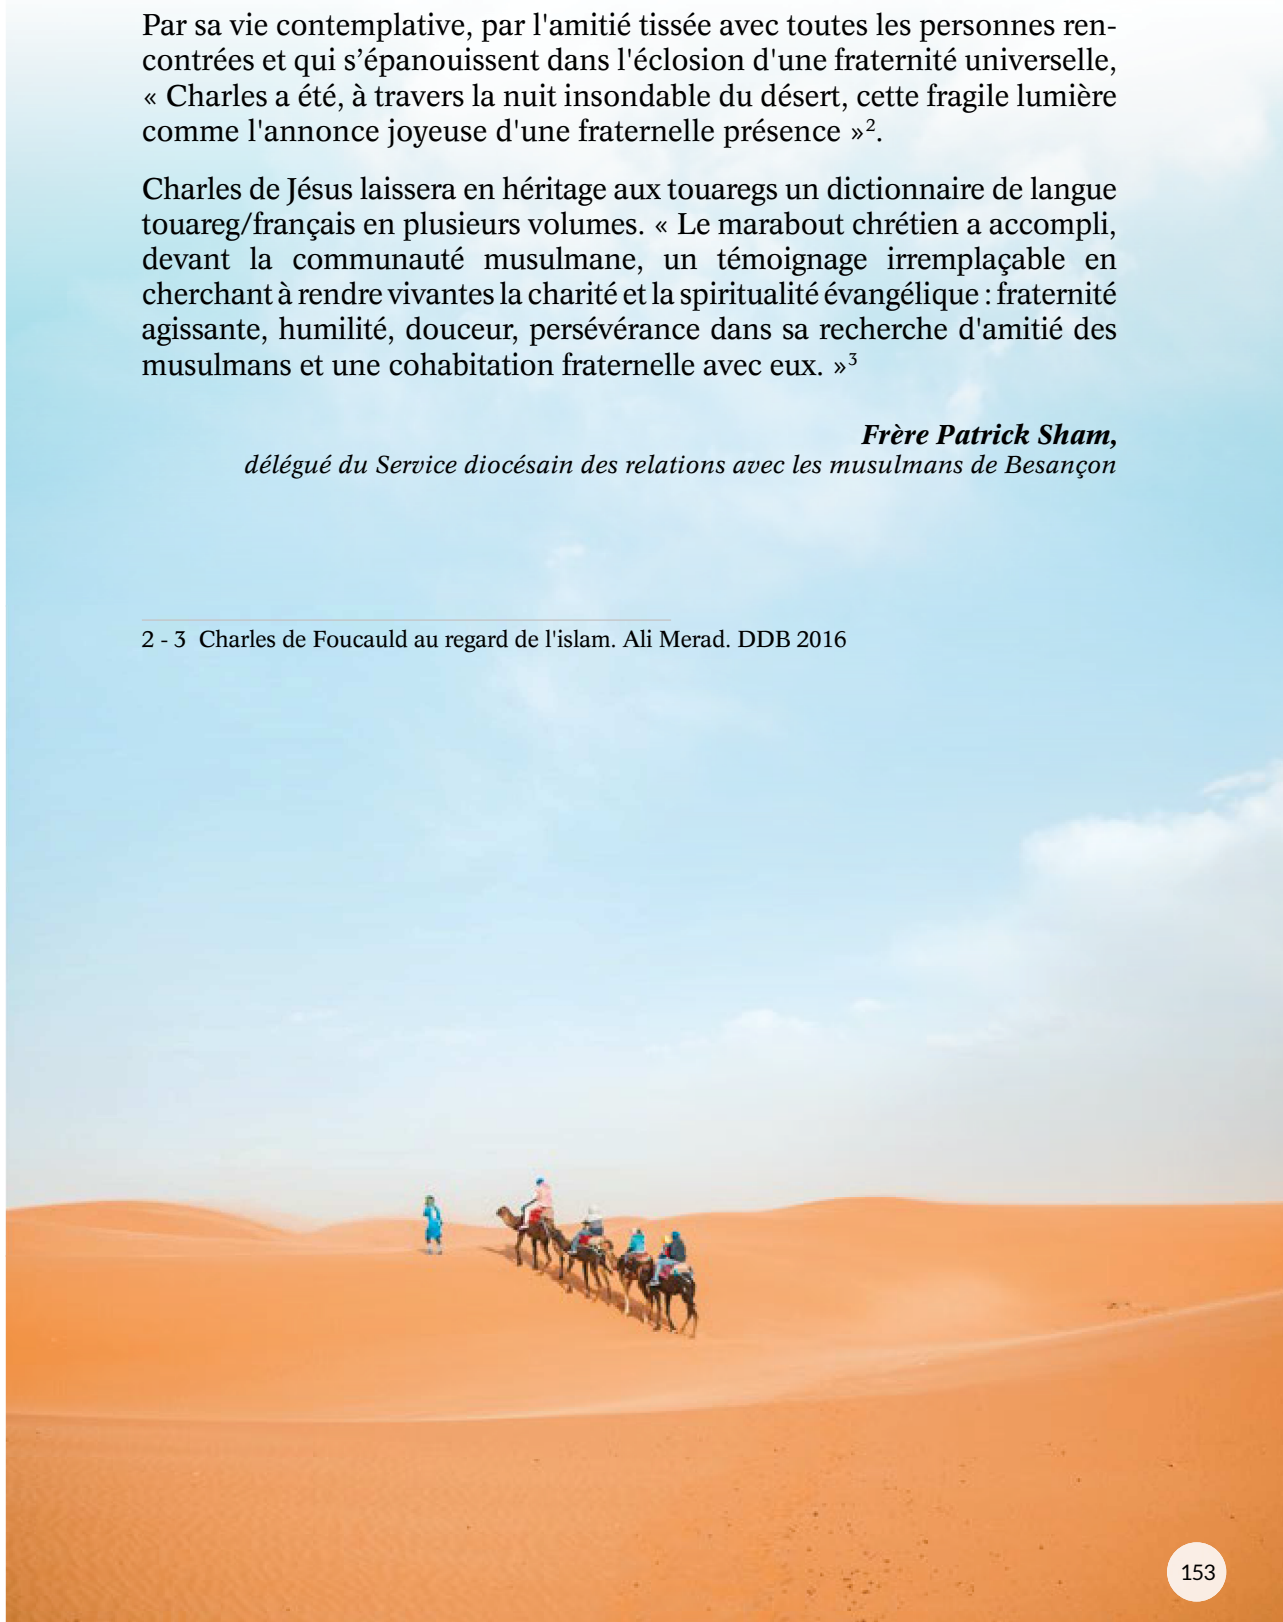 Par sa vie contemplative, par l'amitié tissée avec toutes les personnes ren-
contrées et qui s’épanouissent dans l'éclosion d'une fraternité universelle,
« Charles a été, à travers la nuit insondable du désert, cette fragile lumière
comme l'annonce joyeuse d'une fraternelle présence »².
Charles de Jésus laissera en héritage aux touaregs un dictionnaire de langue
touareg/français en plusieurs volumes. « Le marabout chrétien a accompli,
devant la communauté musulmane, un témoignage irremplaçable en
cherchant à rendre vivantes la charité et la spiritualité évangélique : fraternité
agissante, humilité, douceur, persévérance dans sa recherche d'amitié des
musulmans et une cohabitation fraternelle avec eux. »³
Frère Patrick Sham,
délégué du Service diocésain des relations avec les musulmans de Besançon
2 - 3 Charles de Foucauld au regard de l'islam. Ali Merad. DDB 2016
153